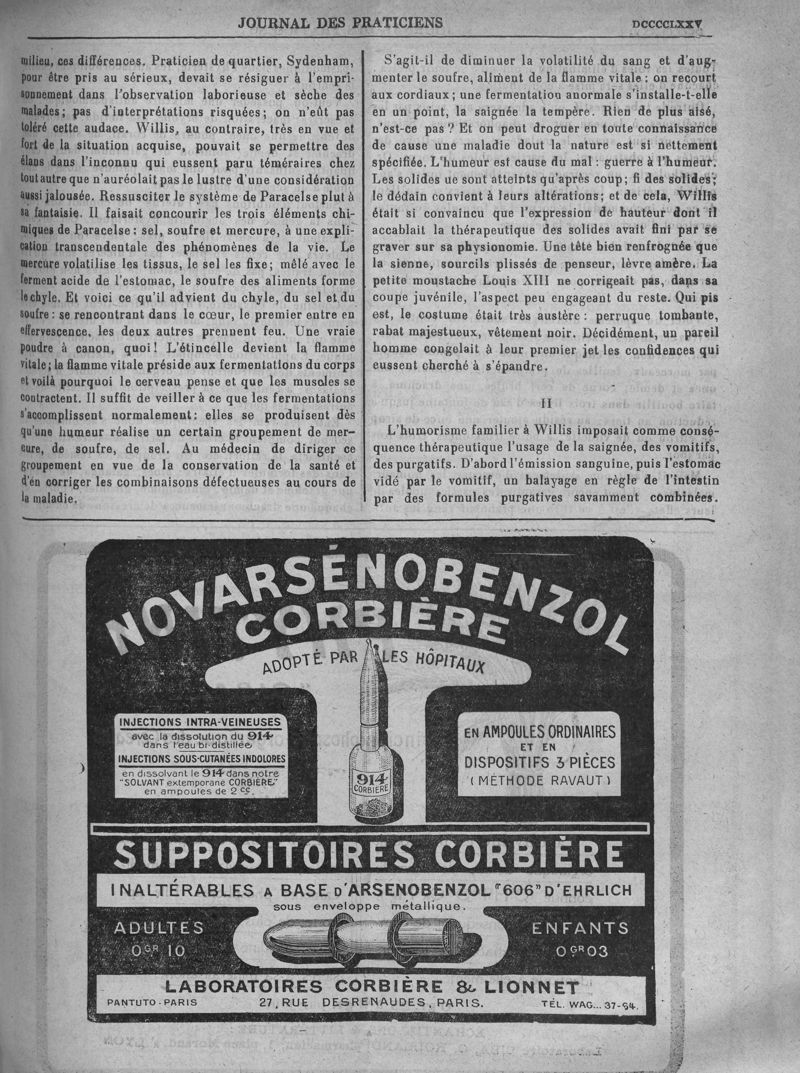 JOURNAL DES PRATICIENS
DCCCCLXXV
milieu, ces différences. Praticien de quartier, Sydenham,
pour être pris au sérieux, devait se résigner à l'empri-
sonnement dans l'observation laborieuse et sèche des
malades; pas d'interprétations risquées; on n'eût pas
toléré cette audace. Willis, au contraire, très en vue et
fort de la situation acquise, pouvait se permettre des
élans dans l'inconnu qui eussent paru téméraires chez
tout autre que n'auréolait pas le lustre d'une considération
aussi jalousée. Ressusciter le système de Paracelse plut à
sa fantaisie. Il faisait concourir les trois éléments chi-
miques de Paracelse : sel, soufre et mercure, à une expli-
cation transcendentale des phénomènes de la vie. Le
mercure volatilise les tissus, le sel les fixe; mêlé avec le
ferment acide de l'estomac, le soufre des aliments forme
le chyle. Et voici ce qu'il advient du chyle, du sel et du
soufre : se rencontrant dans le cœur, le premier entre en
effervescence, les deux autres prennent feu. Une vraie
poudre à canon, quoi! L'étincelle devient la flamme
vitale; la flamme vitale préside aux fermentations du corps
et voilà pourquoi le cerveau pense et que les muscles se
contractent. Il suffit de veiller à ce que les fermentations
s'accomplissent normalement: elles se produisent dès
qu'une humeur réalise un certain groupement de mer-
cure, de soufre, de sel. Au médecin de diriger ce
groupement en vue de la conservation de la santé et
d'en corriger les combinaisons défectueuses au cours de
la maladie.
S'agit-il de diminuer la volatilité du sang et d'aug-
menter le soufre, aliment de la flamme vitale : on recourt
aux cordiaux; une fermentation anormale s'installe-t-elle
en un point, la saignée la tempère. Rien de plus aisé,
n'est-ce pas ? Et on peut droguer en toute connaissance
de cause une maladie dout la nature est si nettement
spécifiée. L'humeur est cause du mal : guerre à l'humeur.
Les solides ue sont atteints qu'après coup; fi des solides;
le dédain convient à leurs altérations; et de cela, Willis
était si convaincu que l'expression de hauteur dont il
accablait la thérapeutique des solides avait fini par se
graver sur sa physionomie. Une tête bien renfrognée que
la sienne, sourcils plissés de penseur, lèvre amère. La
petite moustache Louis XIII ne corrigeait pas, dans sa
coupe juvénile, l'aspect peu engageant du reste. Qui pis
est, le costume était très austère : perruque tombante,
rabat majestueux, vêtement noir. Décidément, un pareil
homme congelait à leur premier jet les confidences qui
eussent cherché à s'épandre.
II
L'humorisme familier à Willis imposait comme consé-
quence thérapeutique l'usage de la saignée, des vomitifs,
des purgatifs. D'abord l'émission sanguine, puis l'estomac
vidé par le vomitif, un balayage en règle de l'intestin
par des formules purgatives savamment combinées.
NOVARSÉNOBENZOL
CORBIÈRE
ADOPTÉ PAR LES HÔPITAUX
INJECTIONS INTRA-VEINEUSES
avec la dissolution du 914
dans l'eau bi-distillée
INJECTIONS SOUS-CUTANÉES INDOLORES
en dissolvant le 914 dans notre
"SOLVANT extemporane CORBIÈRE"
en ampoules de 2 cc.
914
CORBIÈRE
EN AMPOULES ORDINAIRES
ET EN
DISPOSITIFS 3 PIÈCES
(MÉTHODE RAVAUT)
SUPPOSITOIRES CORBIÈRE
INALTÉRABLES A BASE D'ARSENOBENZOL "606" D'EHRLICH
sous enveloppe métallique.
ADULTES
0GR 10
ENFANTS
0GR 03
LABORATOIRES CORBIÈRE & LIONNET
PANTUTO-PARIS
27, RUE DESRENAUDES, PARIS.
TÉL. WAG... 37-64.